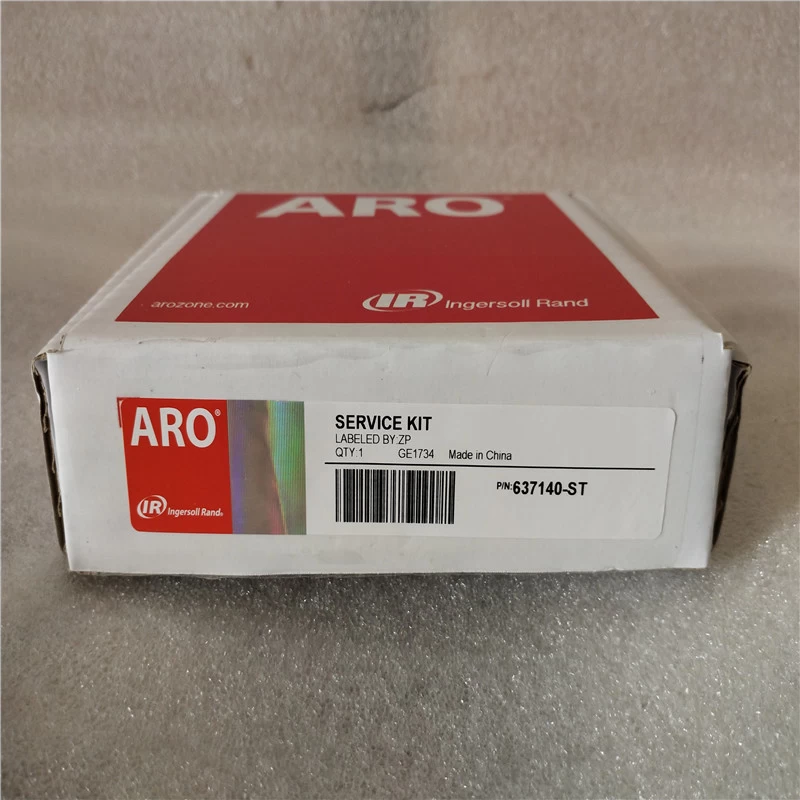 ARO
arozone.com
IR Ingersoll Rand
ARO®
IR Ingersoll Rand®
SERVICE KIT
LABELED BY:ZP
QTY:1 GE1734 Made in China
P/N:637140-ST